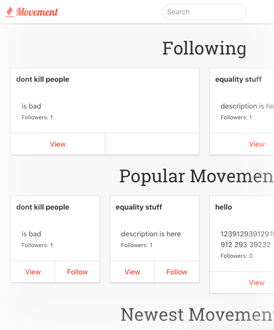 Movement
Search
Following
dont kill people
equality stuff
is bad
description is here
Followers: 1
Followers: 1
View
View
Popular Movemen
dont kill people
equality stuff
hello
is bad
description is here
12391293912919
912 293 39232
Followers: 1
Followers: 1
Followers: 0
View
Follow
View
Follow
View
Newest Movemen